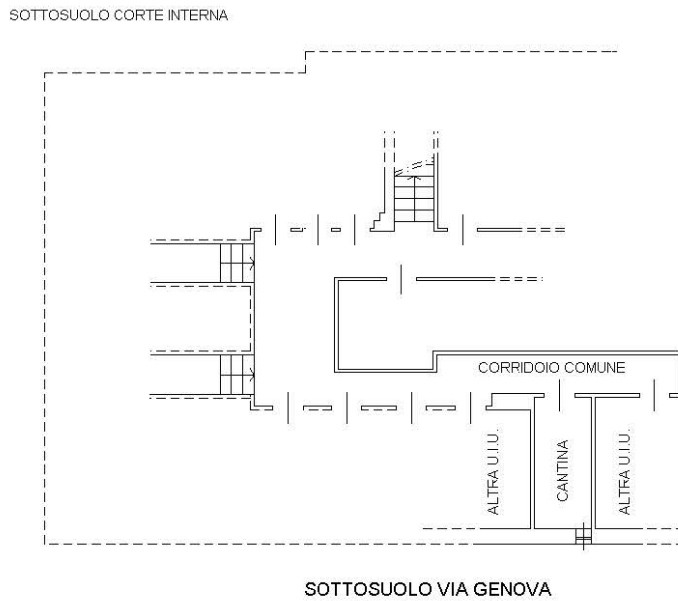 SOTTOSUOLO CORTE INTERNA
CORRIDOIO COMUNE
ALTRA U.I.U.
CANTINA
ALTRA U.I.U.
SOTTOSUOLO VIA GENOVA